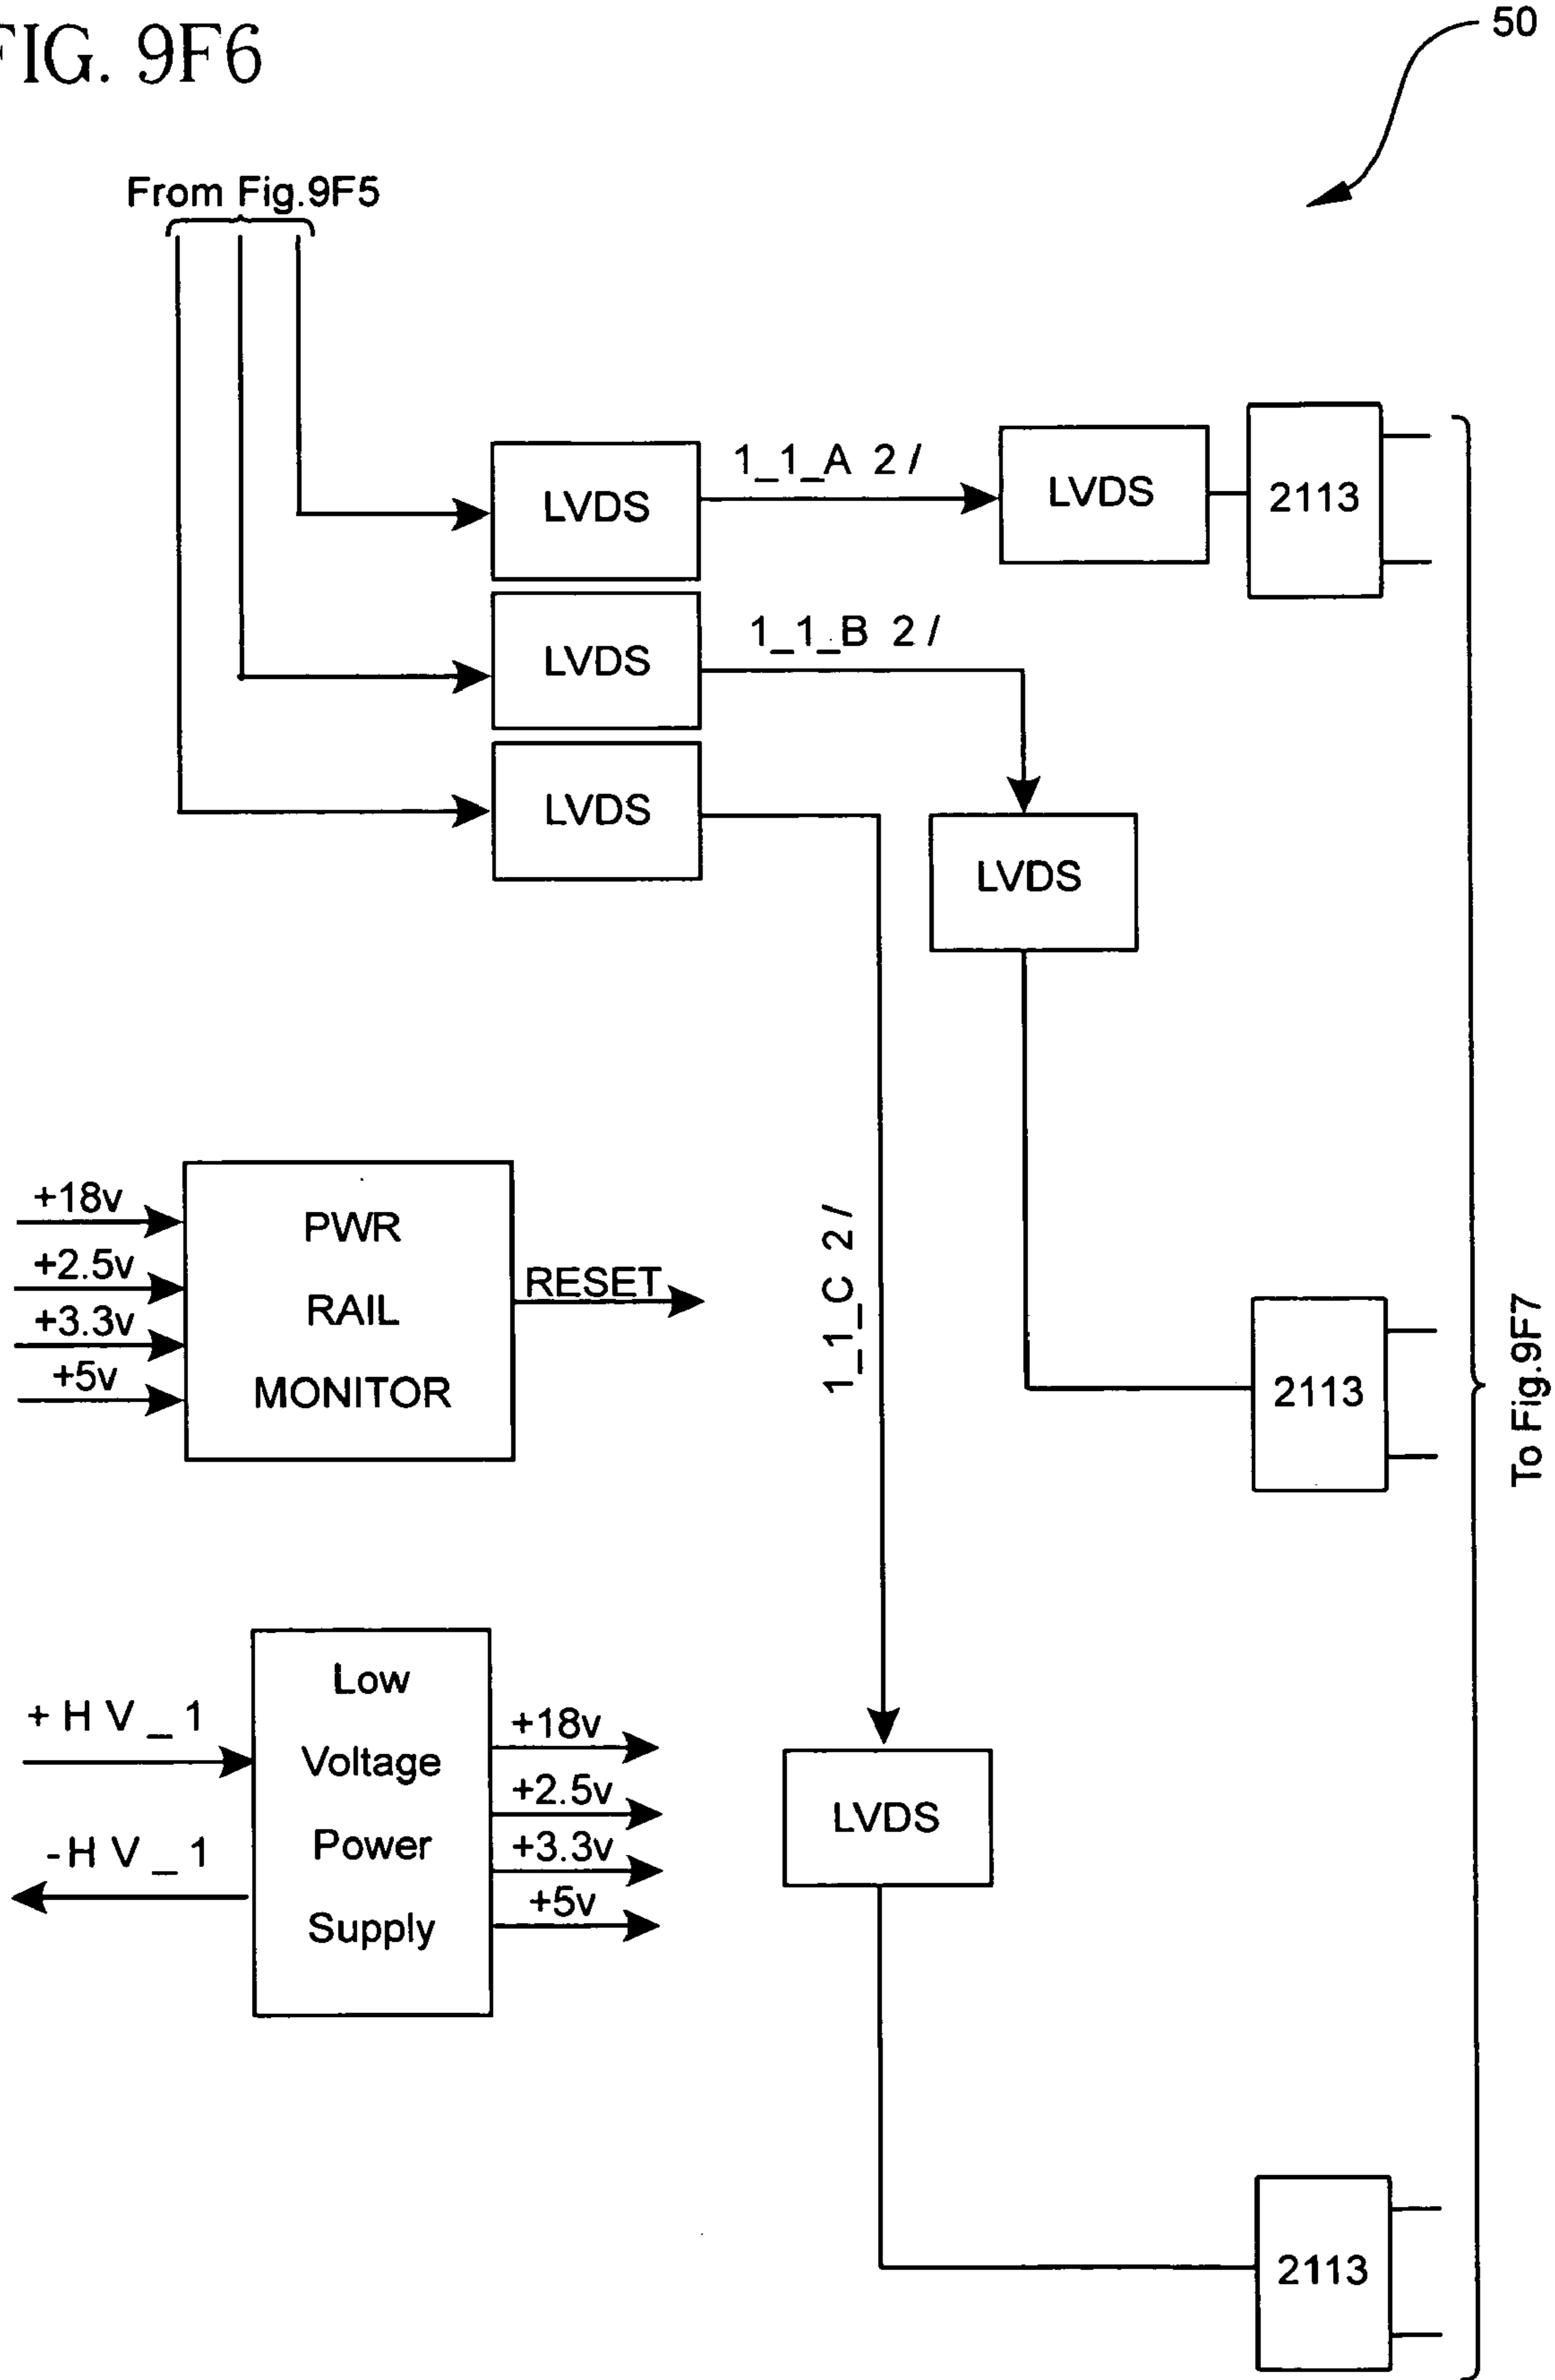 FIG. 9F6
50
From Fig.9F5
1_1_A 2 /
LVDS
LVDS
2113
1_1_B 2 /
LVDS
LVDS
LVDS
1_1_C 2 /
+18v
+2.5v
+3.3v
+5v
PWR
RAIL
MONITOR
RESET
2113
To Fig.9F7
+ H V _ 1
- H V _ 1
Low
Voltage
Power
Supply
+18v
+2.5v
+3.3v
+5v
LVDS
2113